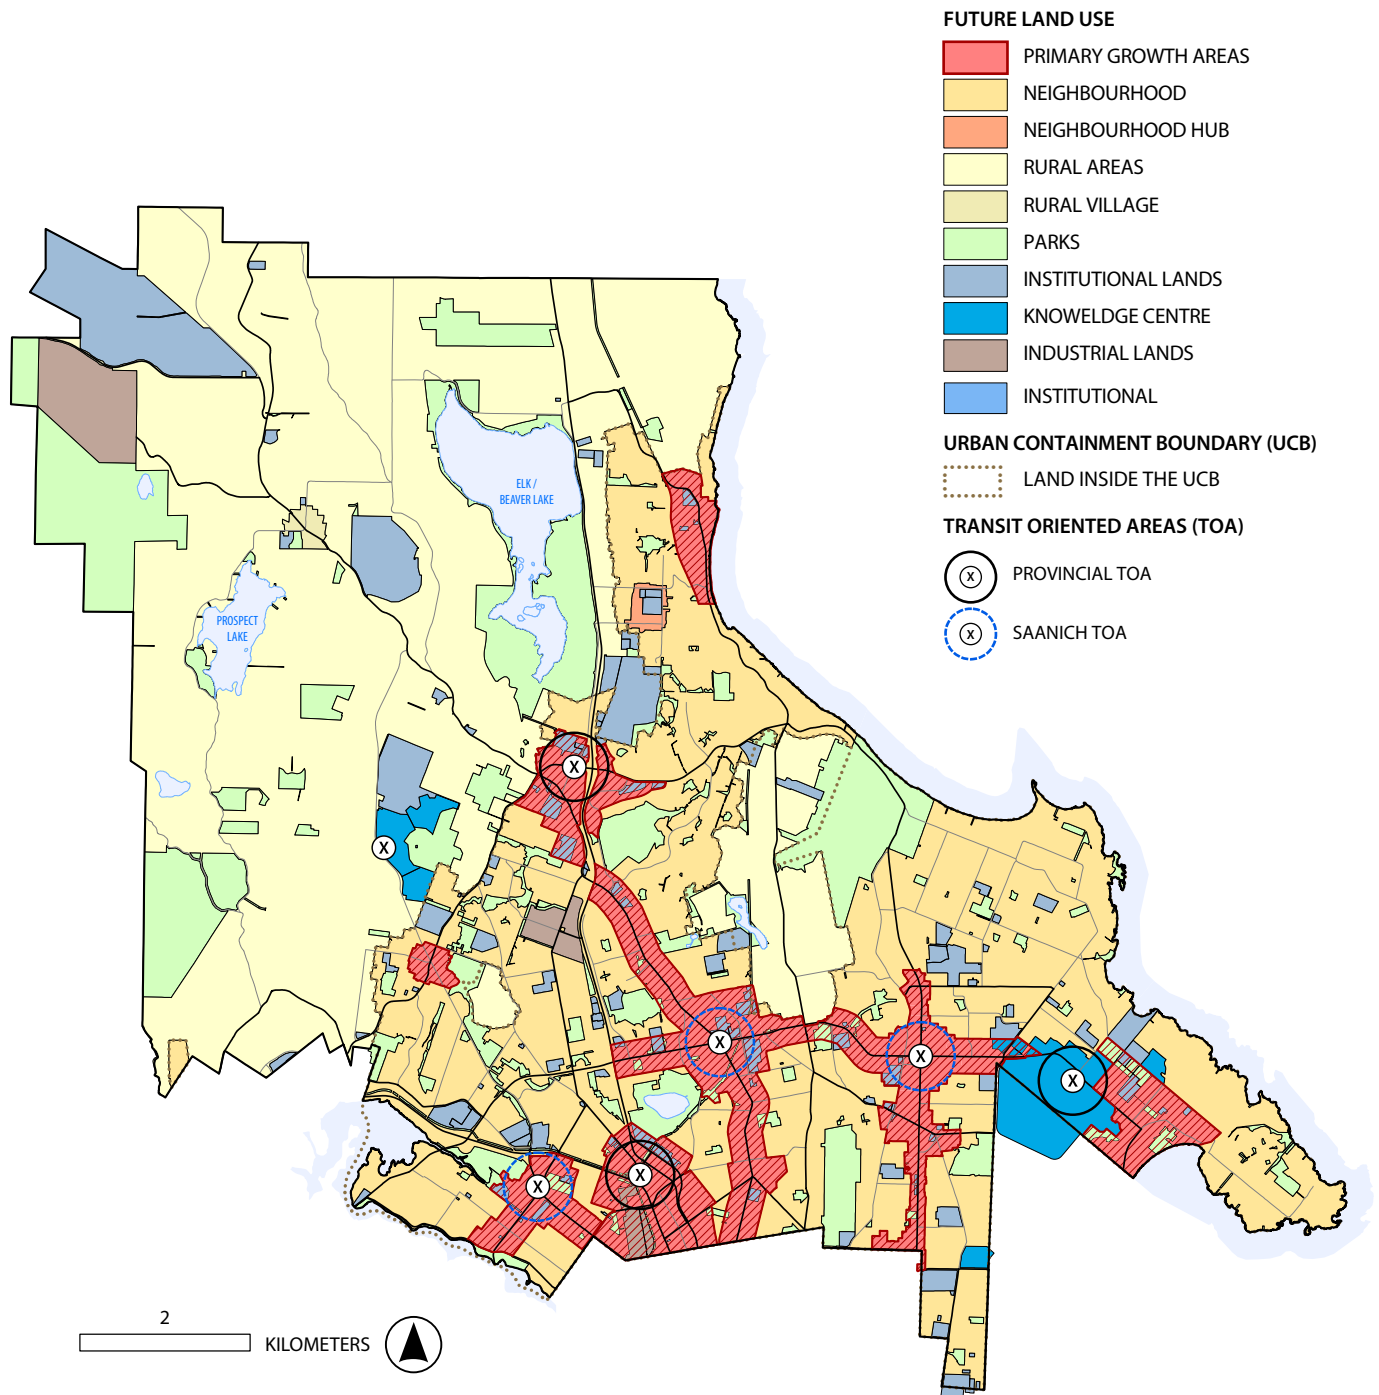 FUTURE LAND USE
PRIMARY GROWTH AREAS
NEIGHBOURHOOD
NEIGHBOURHOOD HUB
RURAL AREAS
RURAL VILLAGE
PARKS
INSTITUTIONAL LANDS
KNOWELDGE CENTRE
INDUSTRIAL LANDS
INSTITUTIONAL
URBAN CONTAINMENT BOUNDARY (UCB)
LAND INSIDE THE UCB
TRANSIT ORIENTED AREAS (TOA)
X PROVINCIAL TOA
X SAANICH TOA
ELK /
BEAVER LAKE
PROSPECT
LAKE
X
X
X
X
X
X
X
2
KILOMETERS